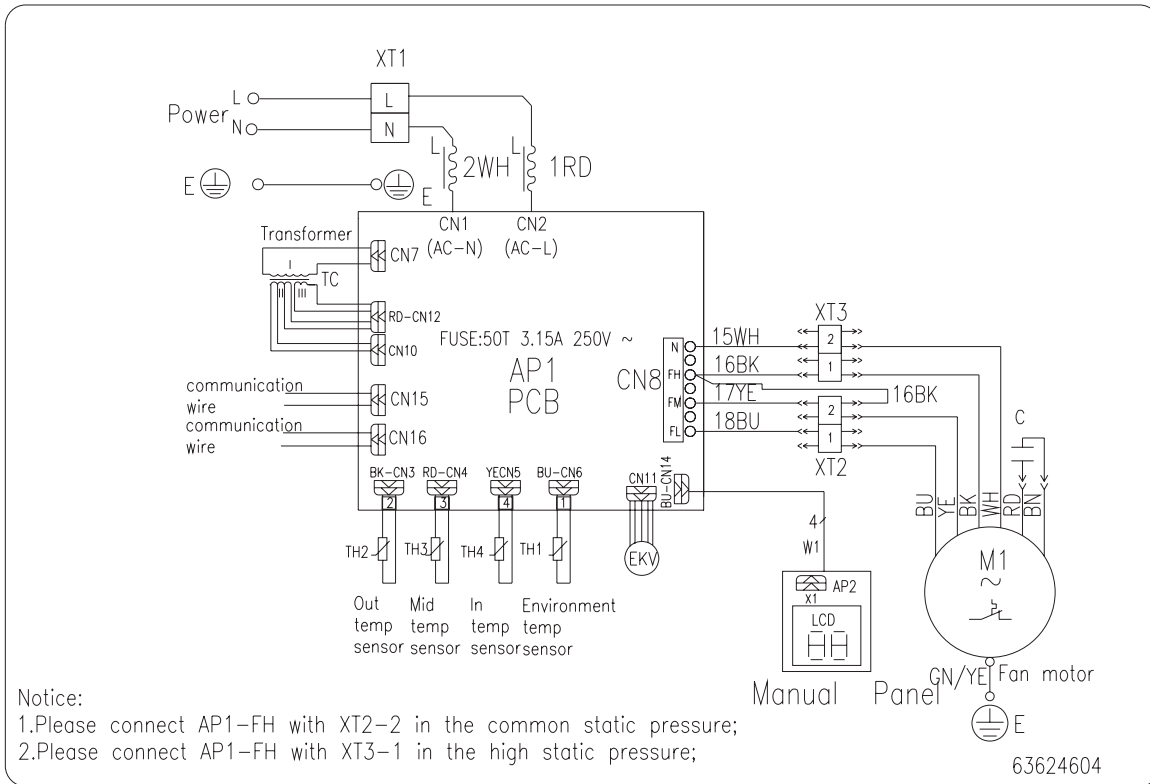 XT1
L
L
Power
N
N
L
2WH
L
1RD
E
E
CN1
CN2
(AC-N)
(AC-L)
Transformer
CN7
I
TC
II
III
RD-CN12
CN10
FUSE:50T 3.15A 250V ~
AP1
PCB
communication
wire
CN15
communication
wire
CN16
CN8
N
FH
FM
FL
15WH
16BK
17YE
16BK
18BU
XT3
2
1
2
1
XT2
C
BK-CN3
RD-CN4
YECN5
BU-CN6
CN11
BU-CN14
2
3
4
1
TH2
TH3
TH4
TH1
EKV
Out
temp
sensor
Mid
temp
sensor
In
temp
sensor
Environment
temp
sensor
4
W1
AP2
X1
LCD
Manual Panel
BU
YE
BK
WH
RD
BN
M1
~
GN/YE
Fan motor
E
Notice:
1.Please connect AP1-FH with XT2-2 in the common static pressure;
2.Please connect AP1-FH with XT3-1 in the high static pressure;
63624604